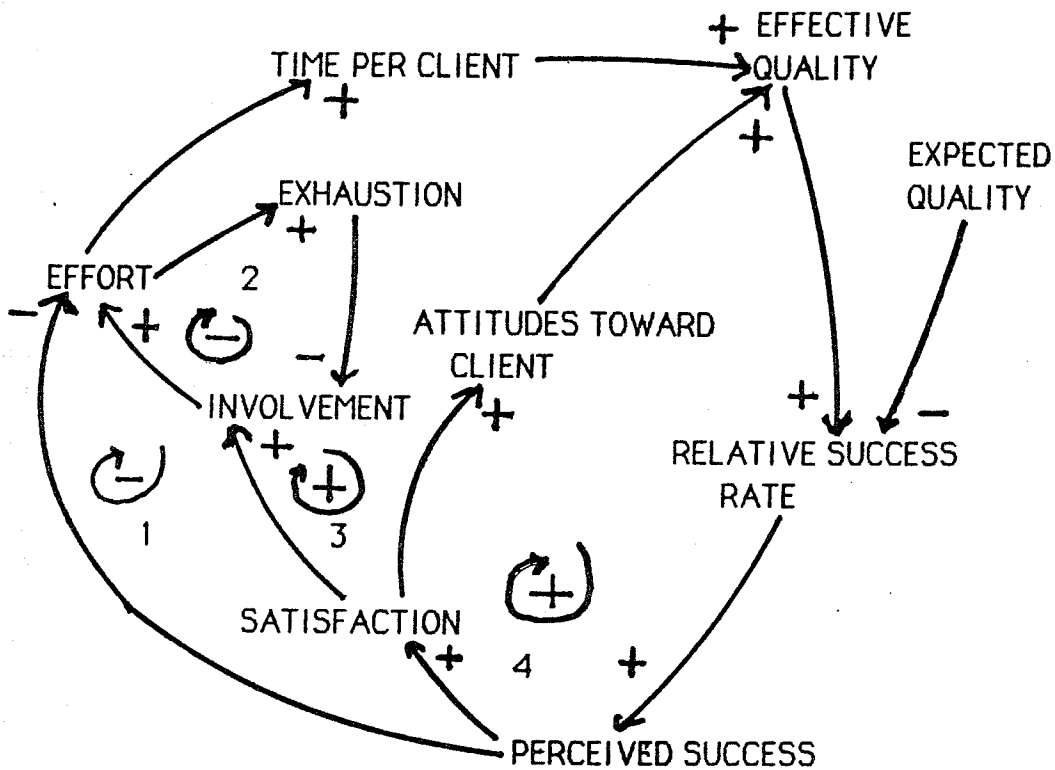 + EFFECTIVE
QUALITY
TIME PER CLIENT
+
+
EXPECTED
QUALITY
EXHAUSTION
+
EFFORT
2
-
+
-
-
ATTITUDES TOWARD
CLIENT
+
INVOLVEMENT
+
+
-
RELATIVE SUCCESS
RATE
-
+
1
3
+
SATISFACTION
+
4
+
PERCEIVED SUCCESS